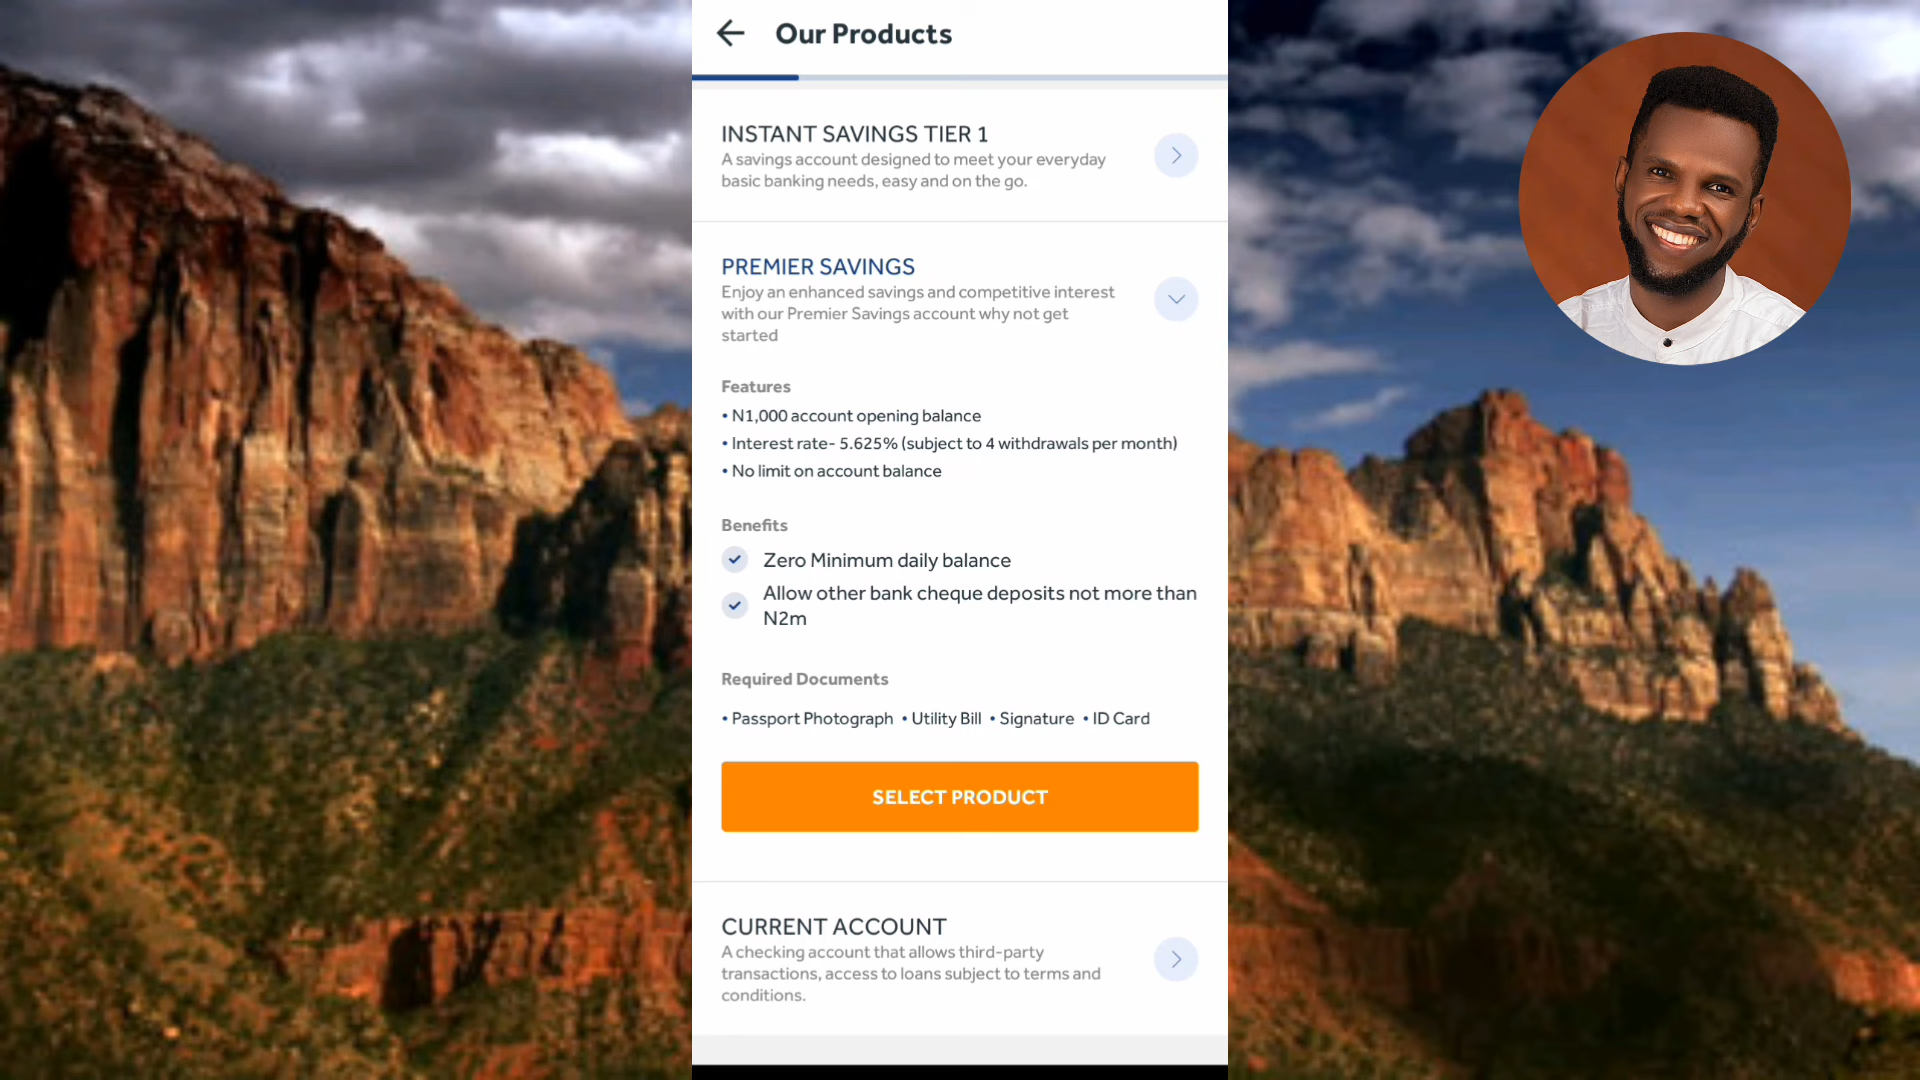 Our Products
INSTANT SAVINGS TIER 1
A savings account designed to meet your everyday
basic banking needs, easy and on the go.
PREMIER SAVINGS
Enjoy an enhanced savings and competitive interest
with our Premier Savings account why not get
started
Features
• N1,000 account opening balance
• Interest rate- 5.625% (subject to 4 withdrawals per month)
• No limit on account balance
Benefits
Zero Minimum daily balance
Allow other bank cheque deposits not more than
N2m
Required Documents
• Passport Photograph • Utility Bill • Signature • ID Card
SELECT PRODUCT
CURRENT ACCOUNT
A checking account that allows third-party
transactions, access to loans subject to terms and
conditions.